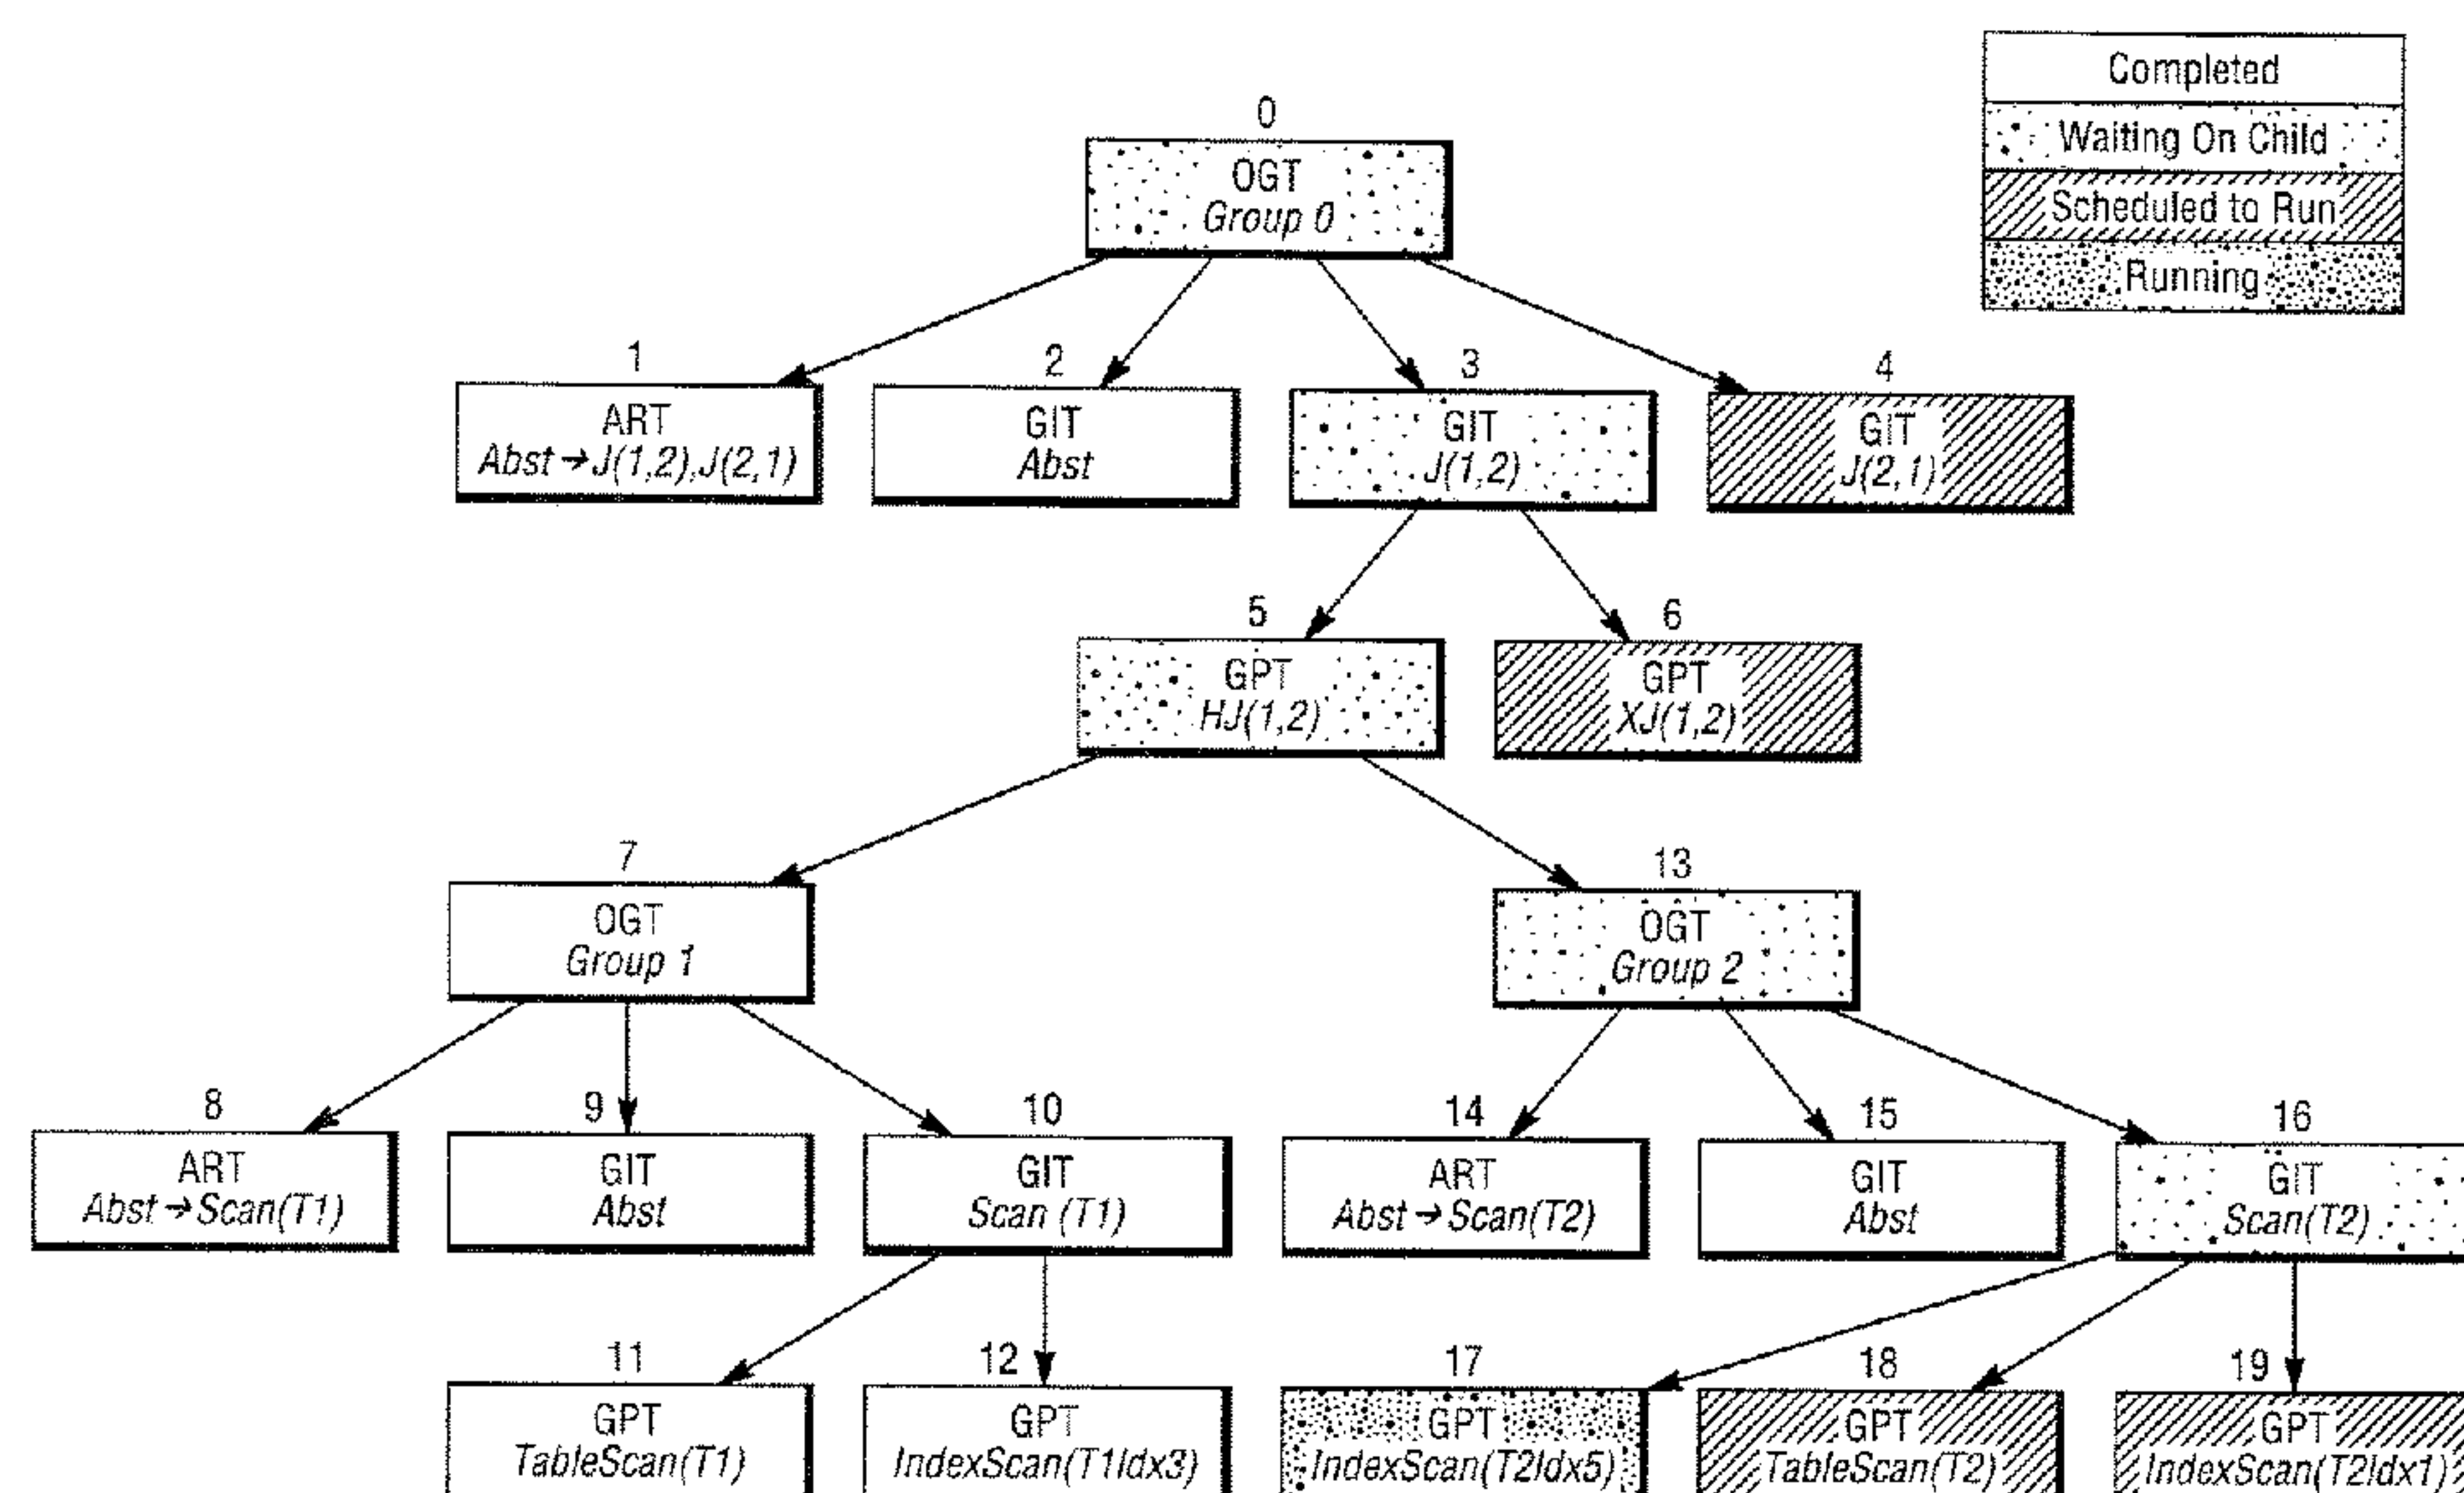 Completed
Waiting On Child
Scheduled to Run
Running
0
OGT
Group 0
1
ART
Abst→J(1,2),J(2,1)
2
GIT
Abst
3
GIT
J(1,2)
4
GIT
J(2,1)
5
GPT
HJ(1,2)
6
GPT
XJ(1,2)
7
OGT
Group 1
13
OGT
Group 2
8
ART
Abst→Scan(T1)
9
GIT
Abst
10
GIT
Scan (T1)
14
ART
Abst→Scan(T2)
15
GIT
Abst
16
GIT
Scan(T2)
11
GPT
TableScan(T1)
12
GPT
IndexScan(T1Idx3)
17
GPT
IndexScan(T2Idx5)
18
GPT
TableScan(T2)
19
GPT
IndexScan(T2Idx1)